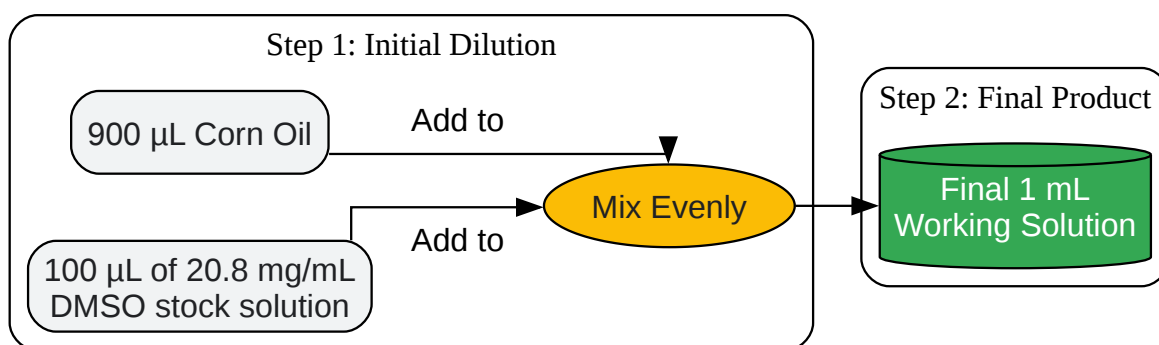 Step 1: Initial Dilution
900 µL Corn Oil
Add to
Mix Evenly
Add to
100 µL of 20.8 mg/mL
DMSO stock solution
Step 2: Final Product
Final 1 mL
Working Solution